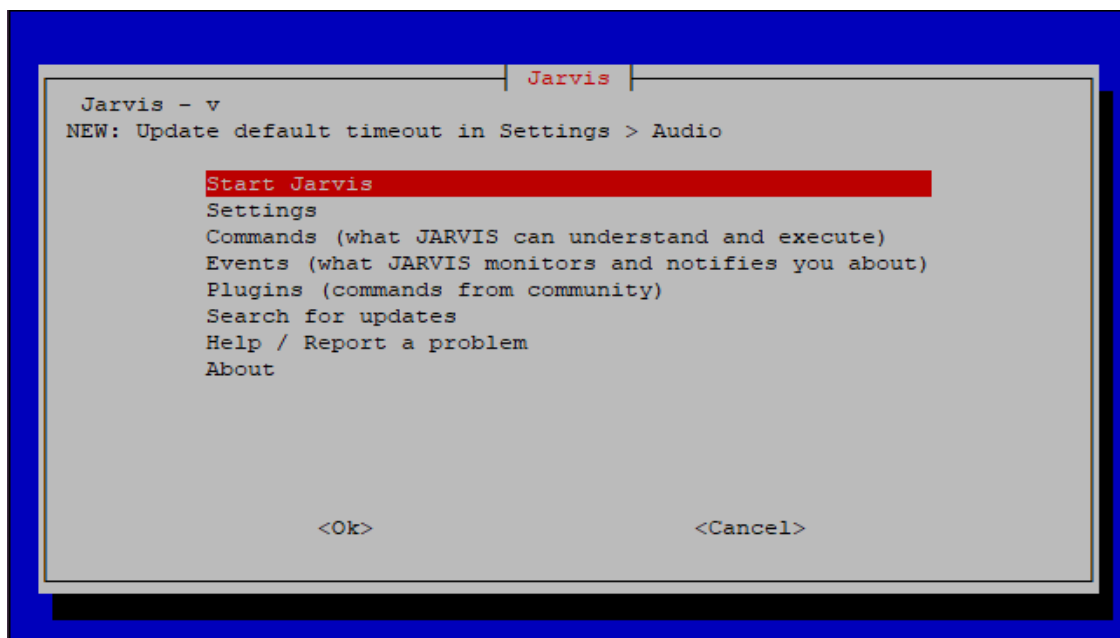 Jarvis
Jarvis - v
NEW: Update default timeout in Settings > Audio
Start Jarvis
Settings
Commands (what JARVIS can understand and execute)
Events (what JARVIS monitors and notifies you about)
Plugins (commands from community)
Search for updates
Help / Report a problem
About
<Ok> <Cancel>